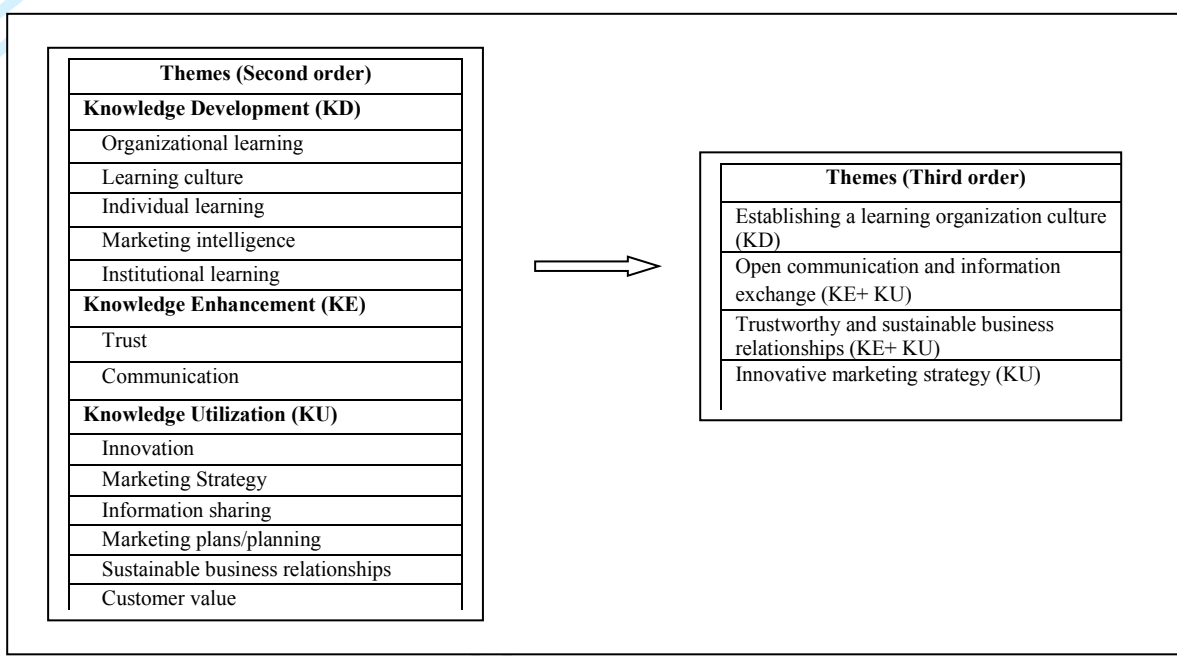 Themes (Second order)
Knowledge Development (KD)
Organizational learning
Learning culture
Individual learning
Marketing intelligence
Institutional learning
Knowledge Enhancement (KE)
Trust
Communication
Knowledge Utilization (KU)
Innovation
Marketing Strategy
Information sharing
Marketing plans/planning
Sustainable business relationships
Customer value
Themes (Third order)
Establishing a learning organization culture
(KD)
Open communication and information
exchange (KE+ KU)
Trustworthy and sustainable business
relationships (KE+ KU)
Innovative marketing strategy (KU)